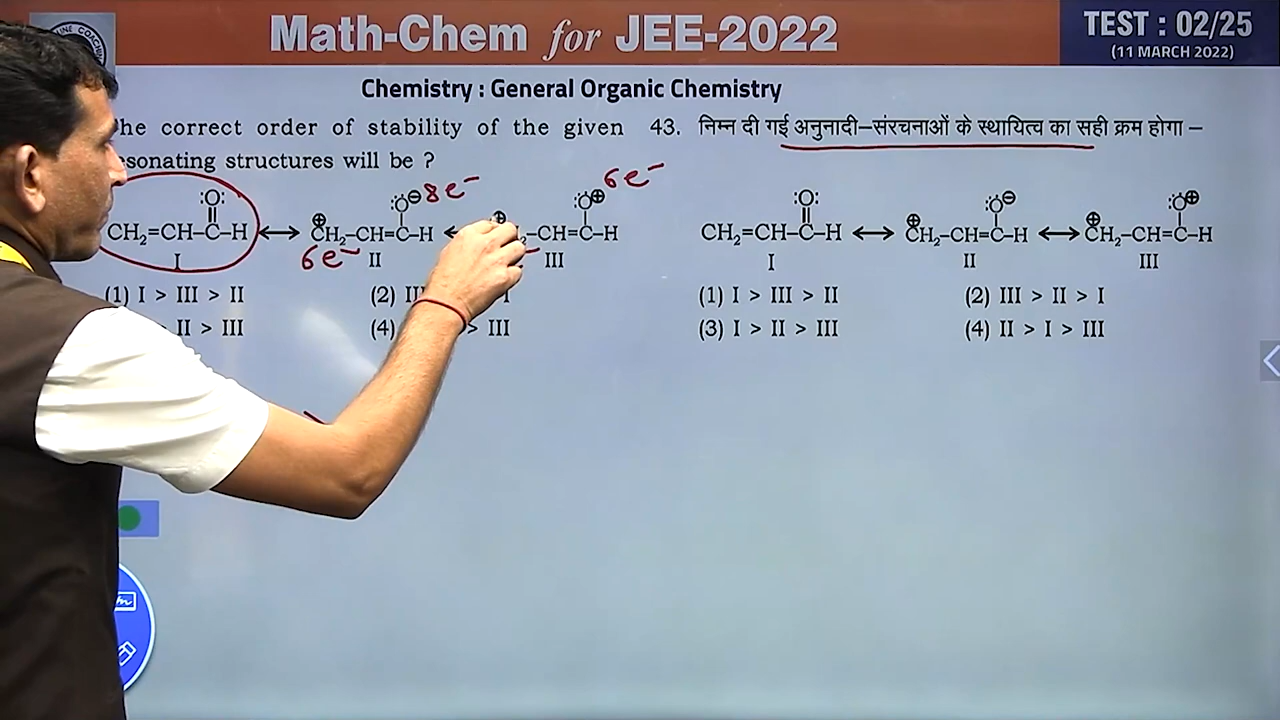 Math-Chem for JEE-2022
TEST : 02/25
(11 MARCH 2022)
Chemistry : General Organic Chemistry
correct order of stability of the given
structures will be ?
:O: :Ö⊖ 8e⁻ :Ö⊕ 6e⁻
CH₂=CH–C–H ↔ ⊕CH₂–CH=C–H –CH=C–H
I 6e⁻ II III
(1) I > III > II (2)
> II > III (4) > III
43. निम्न दी गई अनुनादी–संरचनाओं के स्थायित्व का सही क्रम होगा –
:O: :Ö⊖ :Ö⊕
CH₂=CH–C–H ↔ ⊕CH₂–CH=C–H ↔ ⊕CH₂–CH=C–H
I II III
(1) I > III > II (2) III > II > I
(3) I > II > III (4) II > I > III